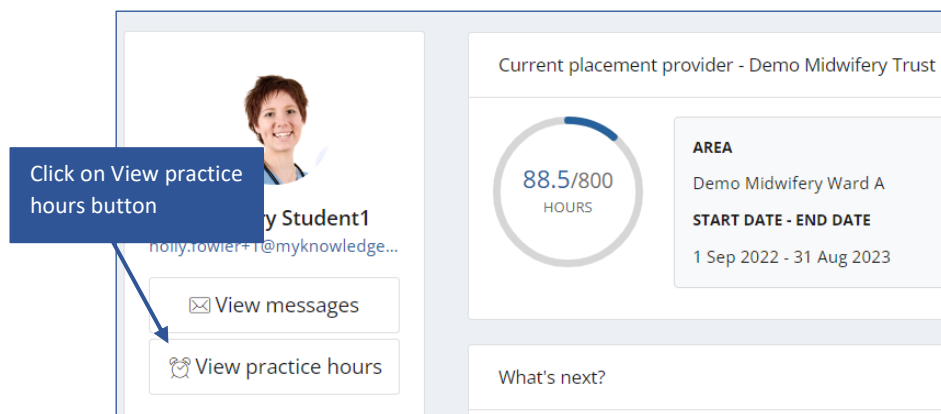 Current placement provider - Demo Midwifery Trust
Click on View practice
hours button
88.5/800
HOURS
AREA
Demo Midwifery Ward A
START DATE - END DATE
1 Sep 2022 - 31 Aug 2023
Student1
View messages
View practice hours
What's next?